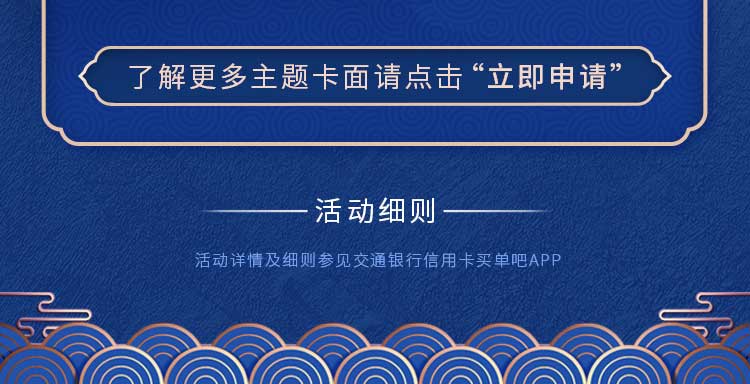 了解更多主题卡面请点击“立即申请”
活动细则
活动详情及细则参见交通银行信用卡买单吧APP